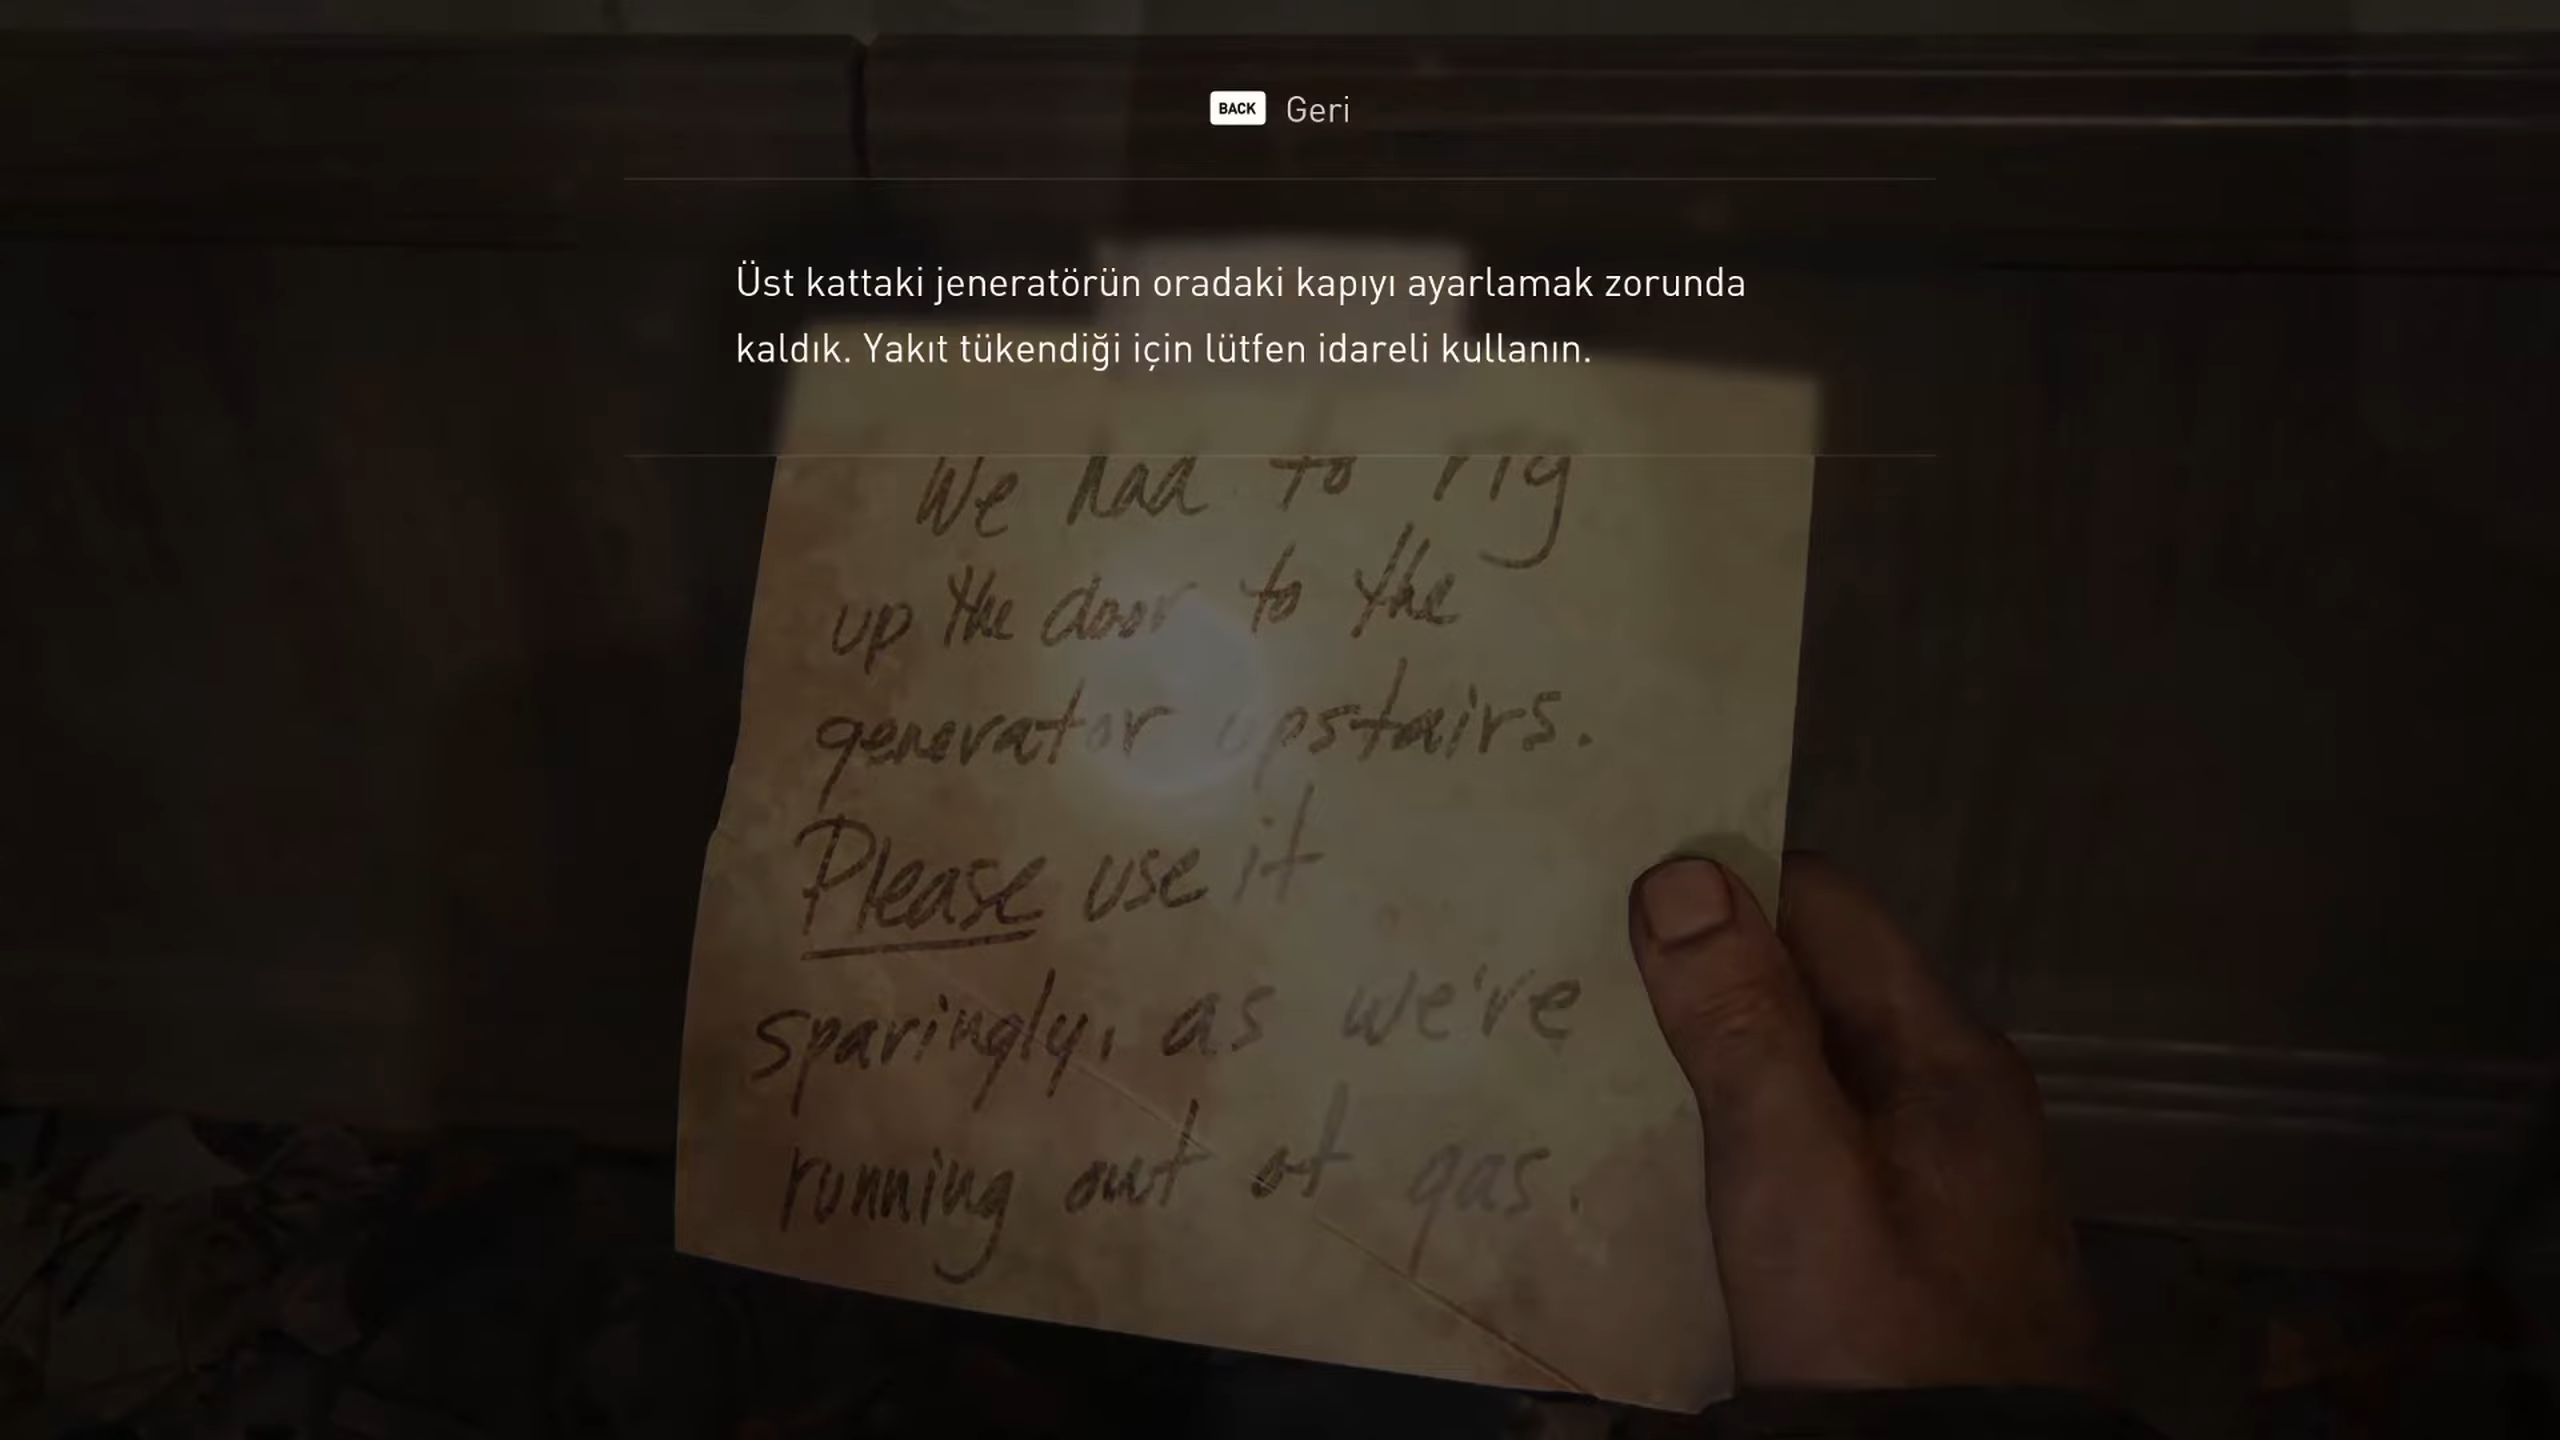 BACK Geri
Üst kattaki jeneratörün oradaki kapıyı ayarlamak zorunda
kaldık. Yakıt tükendiği için lütfen idareli kullanın.
We had to rig
up the door to the
generator upstairs.
Please use it
sparingly, as we're
running out of gas.